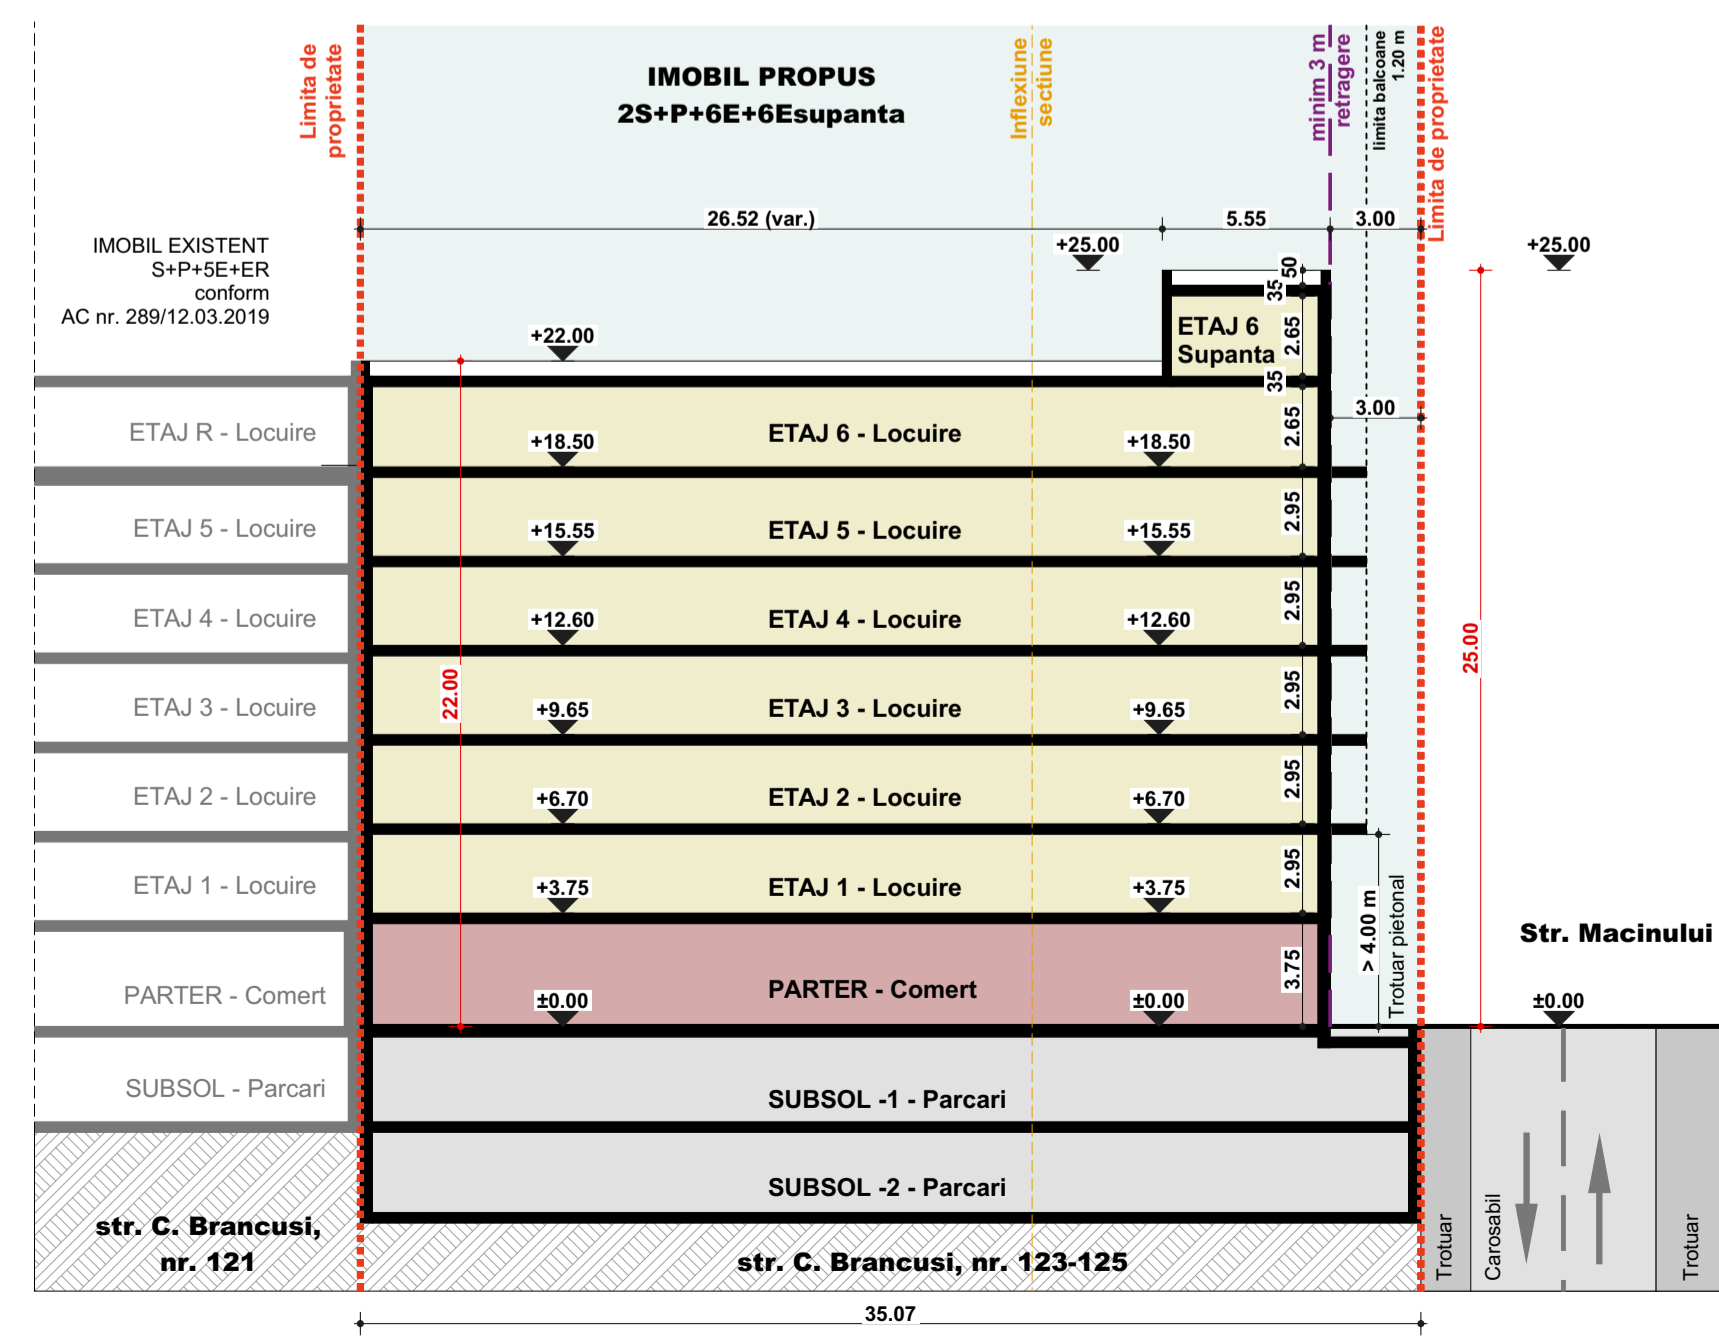 Limita de
proprietate
IMOBIL PROPUS
2S+P+6E+6Esupanta
Inflexiune
sectiune
minim 3 m
retragere
limita balcoane
1.20 m
Limita de proprietate
26.52 (var.)
5.55
3.00
IMOBIL EXISTENT
S+P+5E+ER
conform
AC nr. 289/12.03.2019
+25.00
+25.00
50
35
ETAJ 6
Supanta
2.65
35
+22.00
3.00
ETAJ R - Locuire
+18.50
ETAJ 6 - Locuire
+18.50
2.65
ETAJ 5 - Locuire
+15.55
ETAJ 5 - Locuire
+15.55
2.95
ETAJ 4 - Locuire
+12.60
ETAJ 4 - Locuire
+12.60
2.95
25.00
ETAJ 3 - Locuire
22.00
+9.65
ETAJ 3 - Locuire
+9.65
2.95
ETAJ 2 - Locuire
+6.70
ETAJ 2 - Locuire
+6.70
2.95
ETAJ 1 - Locuire
+3.75
ETAJ 1 - Locuire
+3.75
2.95
> 4.00 m
Trotuar pietonal
Str. Macinului
PARTER - Comert
±0.00
PARTER - Comert
±0.00
3.75
±0.00
SUBSOL - Parcari
SUBSOL -1 - Parcari
SUBSOL -2 - Parcari
str. C. Brancusi,
nr. 121
str. C. Brancusi, nr. 123-125
Trotuar
Carosabil
Trotuar
35.07